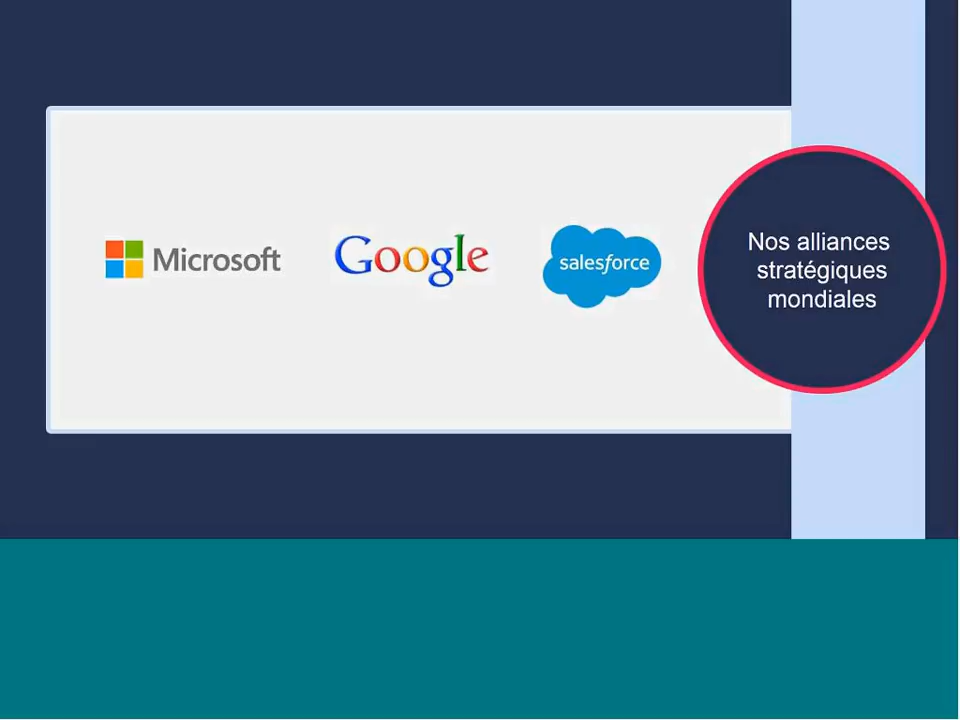 Microsoft
Google
salesforce
Nos alliances
stratégiques
mondiales